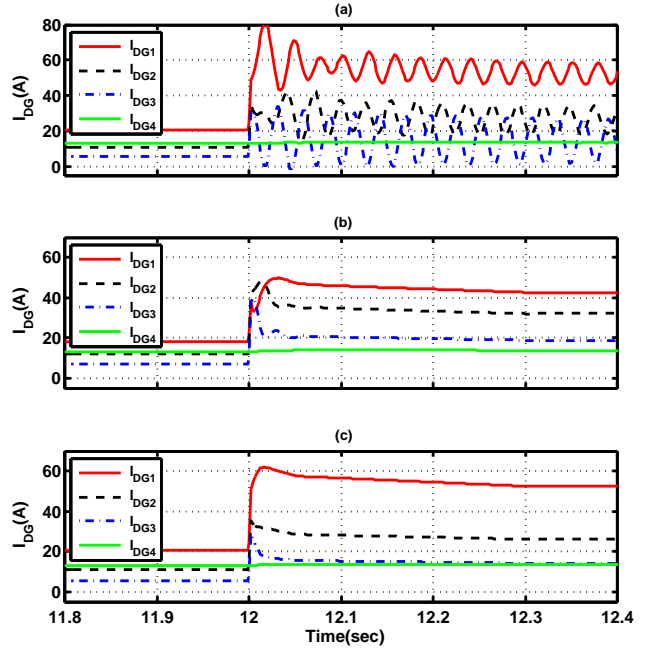 (a)
80
60
40
20
0
I_DG(A)
I_DG1
I_DG2
I_DG3
I_DG4
(b)
60
40
20
0
I_DG(A)
I_DG1
I_DG2
I_DG3
I_DG4
(c)
60
40
20
0
I_DG(A)
I_DG1
I_DG2
I_DG3
I_DG4
11.8 11.9 12 12.1 12.2 12.3 12.4
Time(sec)